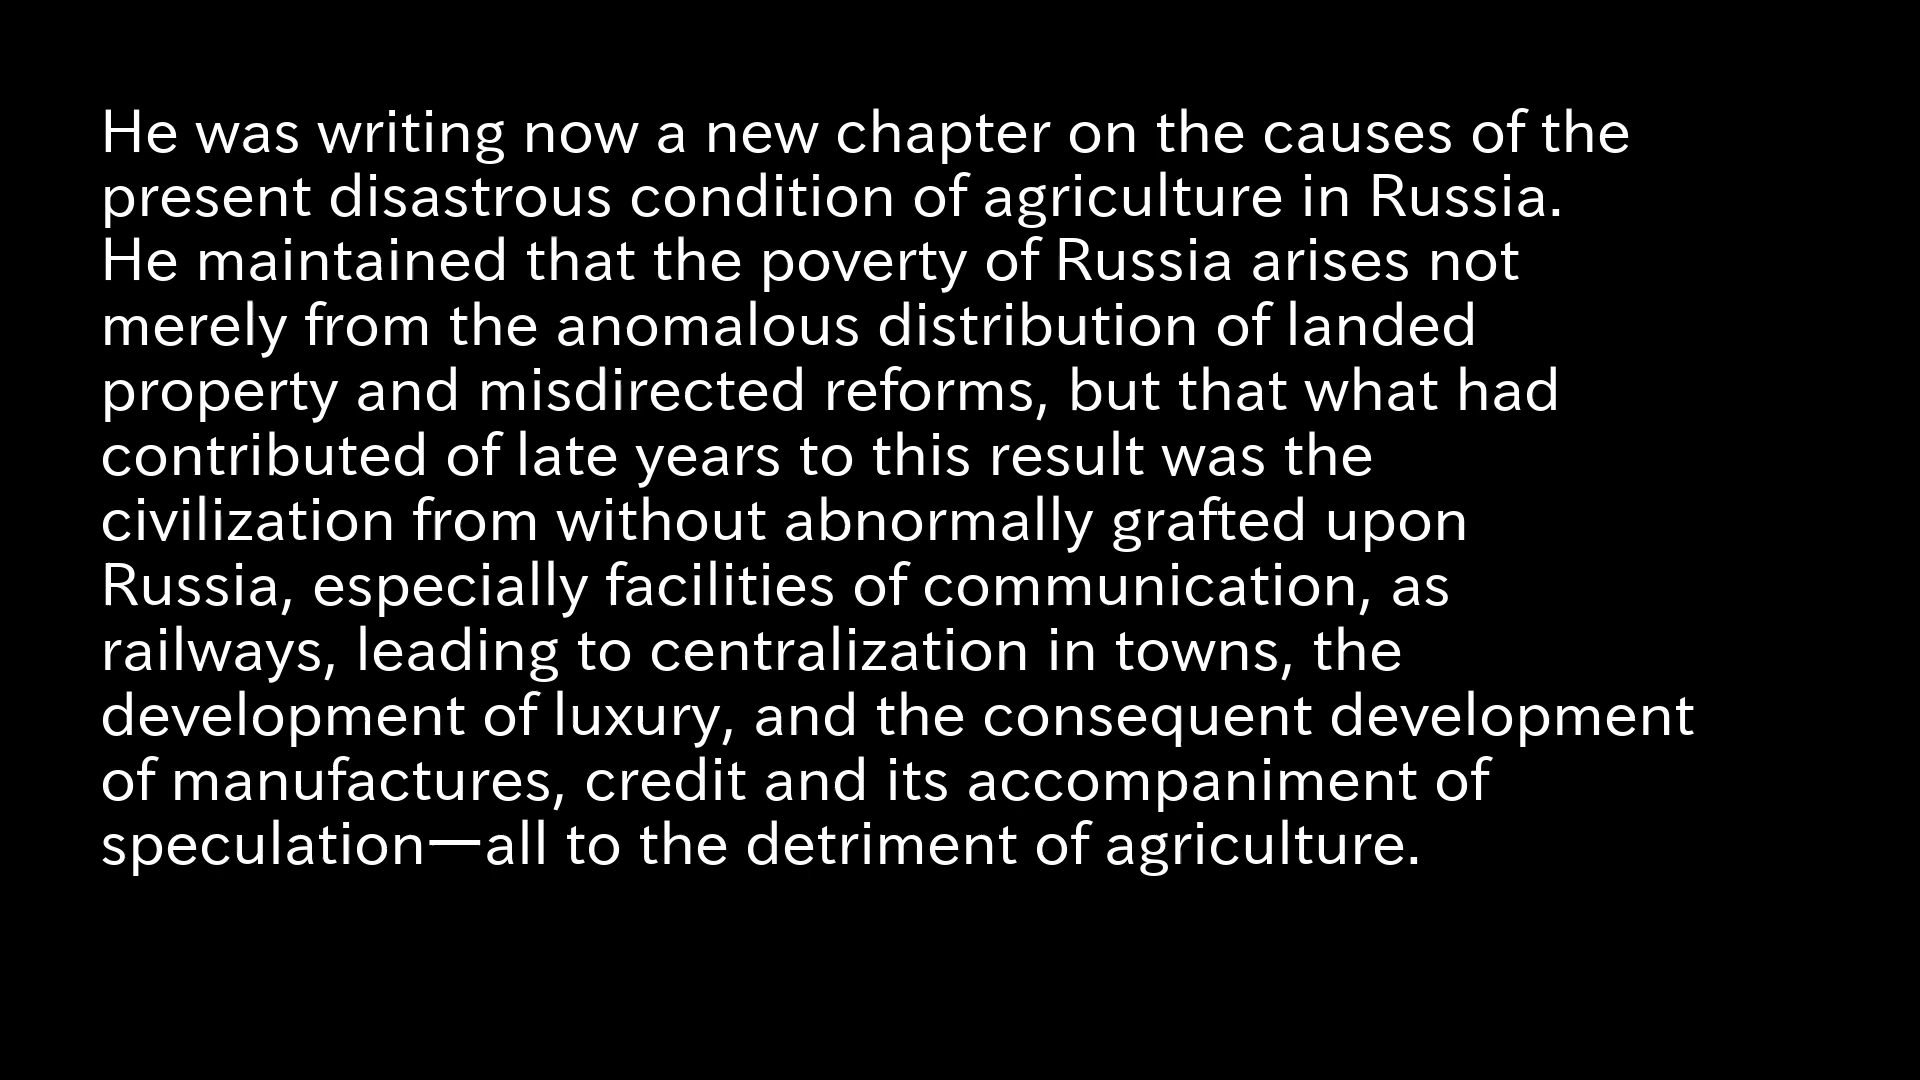 He was writing now a new chapter on the causes of the
present disastrous condition of agriculture in Russia.
He maintained that the poverty of Russia arises not
merely from the anomalous distribution of landed
property and misdirected reforms, but that what had
contributed of late years to this result was the
civilization from without abnormally grafted upon
Russia, especially facilities of communication, as
railways, leading to centralization in towns, the
development of luxury, and the consequent development
of manufactures, credit and its accompaniment of
speculation—all to the detriment of agriculture.